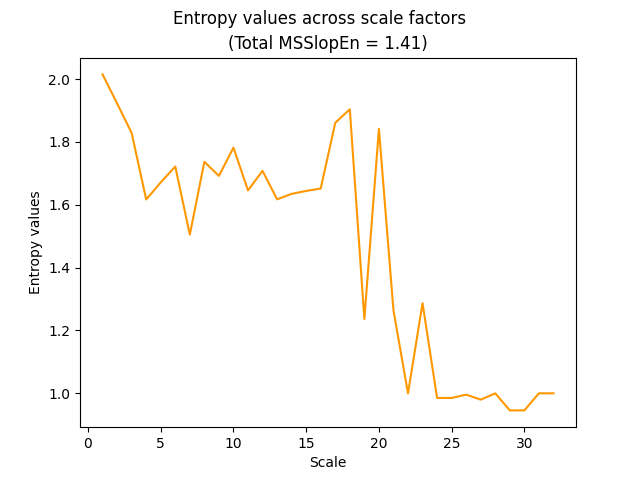 Entropy values across scale factors
(Total MSSlopEn = 1.41)
Entropy values
2.0
1.8
1.6
1.4
1.2
1.0
0 5 10 15 20 25 30
Scale